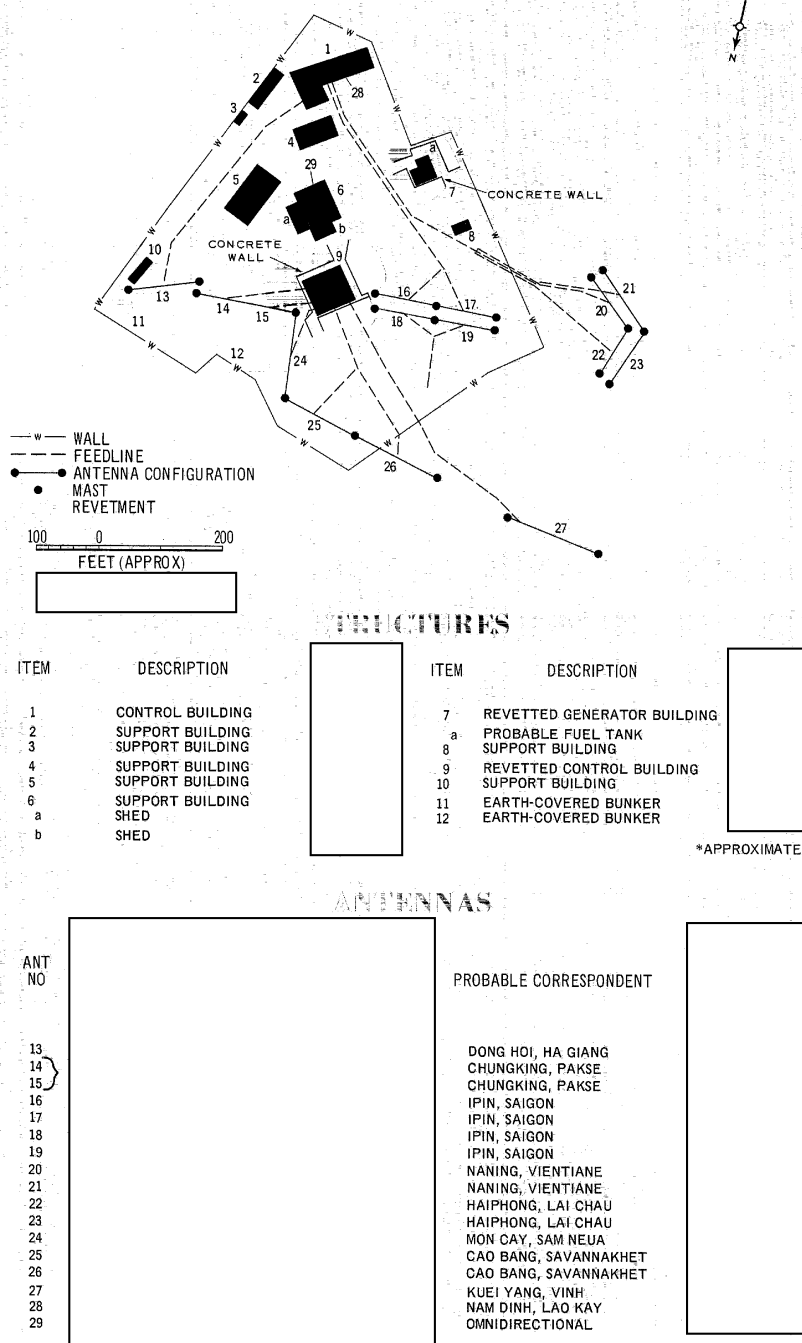 N
1
2
28
3
4
a
29
5
6
7
CONCRETE WALL
a
b
8
CONCRETE
WALL
9
10
13
14
15
16
17
18
19
20
21
22
23
11
12
24
25
26
27
W WALL
FEEDLINE
ANTENNA CONFIGURATION
MAST
REVETMENT
100 0 200
FEET (APPROX)
TRUCTURES
ITEM DESCRIPTION
1 CONTROL BUILDING
2 SUPPORT BUILDING
3 SUPPORT BUILDING
4 SUPPORT BUILDING
5 SUPPORT BUILDING
6 SUPPORT BUILDING
a SHED
b SHED
ITEM DESCRIPTION
7 REVETTED GENERATOR BUILDING
a PROBABLE FUEL TANK
8 SUPPORT BUILDING
9 REVETTED CONTROL BUILDING
10 SUPPORT BUILDING
11 EARTH-COVERED BUNKER
12 EARTH-COVERED BUNKER
*APPROXIMATE
ANTENNAS
ANT
NO PROBABLE CORRESPONDENT
13 DONG HOI, HA GIANG
14 CHUNGKING, PAKSE
15 CHUNGKING, PAKSE
16 IPIN, SAIGON
17 IPIN, SAIGON
18 IPIN, SAIGON
19 IPIN, SAIGON
20 NANING, VIENTIANE
21 NANING, VIENTIANE
22 HAIPHONG, LAI CHAU
23 HAIPHONG, LAI CHAU
24 MON CAY, SAM NEUA
25 CAO BANG, SAVANNAKHET
26 CAO BANG, SAVANNAKHET
27 KUEI YANG, VINH
28 NAM DINH, LAO KAY
29 OMNIDIRECTIONAL